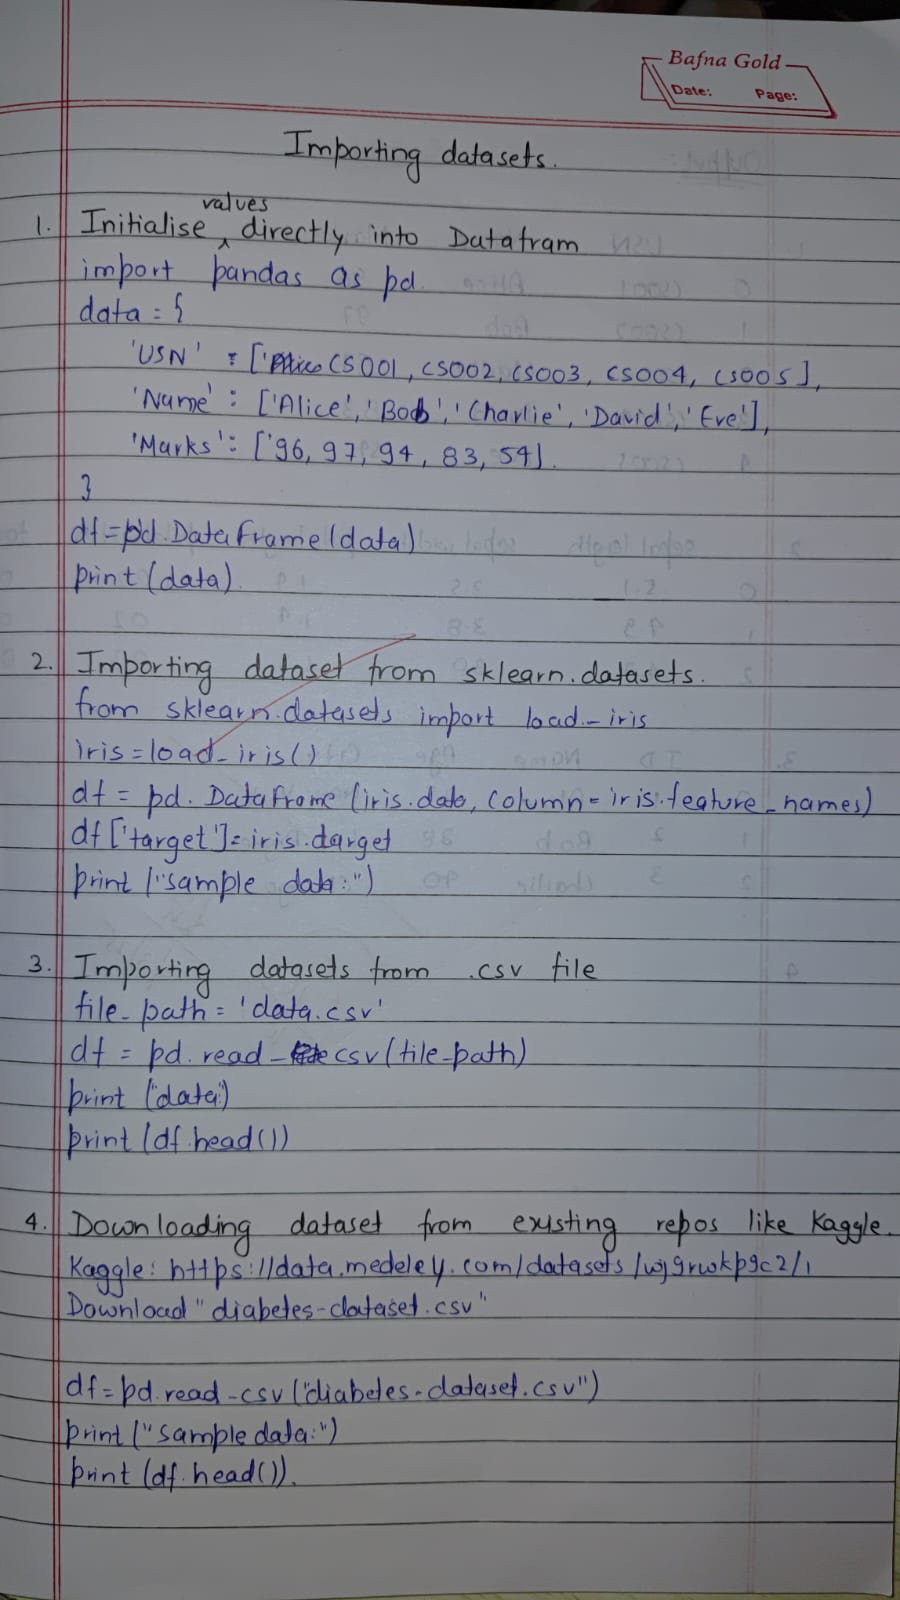 Bafna Gold
Date: Page:
Importing datasets.
values
1. Initialise ‸ directly into Datafram
import pandas as pd.
data = {
'USN' : ['CS001, CS002, CS003, CS004, CS005],
'Name' : ['Alice', 'Bob', 'Charlie', 'David', 'Eve'],
'Marks' : ['96, 97, 94, 83, 54].
}
df=pd.DataFrame(data)
print(data).
2. Importing dataset from sklearn.datasets.
from sklearn.datasets import load_iris
iris=load_iris()
df = pd.DataFrame (iris.data, column=iris.feature_names)
df['target']=iris.darget
print ("sample data:")
3. Importing datasets from .csv file
file_path = 'data.csv'
df = pd.read_csv(file_path)
print ("data:)
print (df.head())
4. Downloading dataset from existing repos like Kaggle.
Kaggle: https://data.medeley.com/datasets/wj9rwkp9c2/1
Download "diabetes-dataset.csv"
df=pd.read-csv("diabetes-dataset.csv")
print ("sample data:")
print (df.head()).